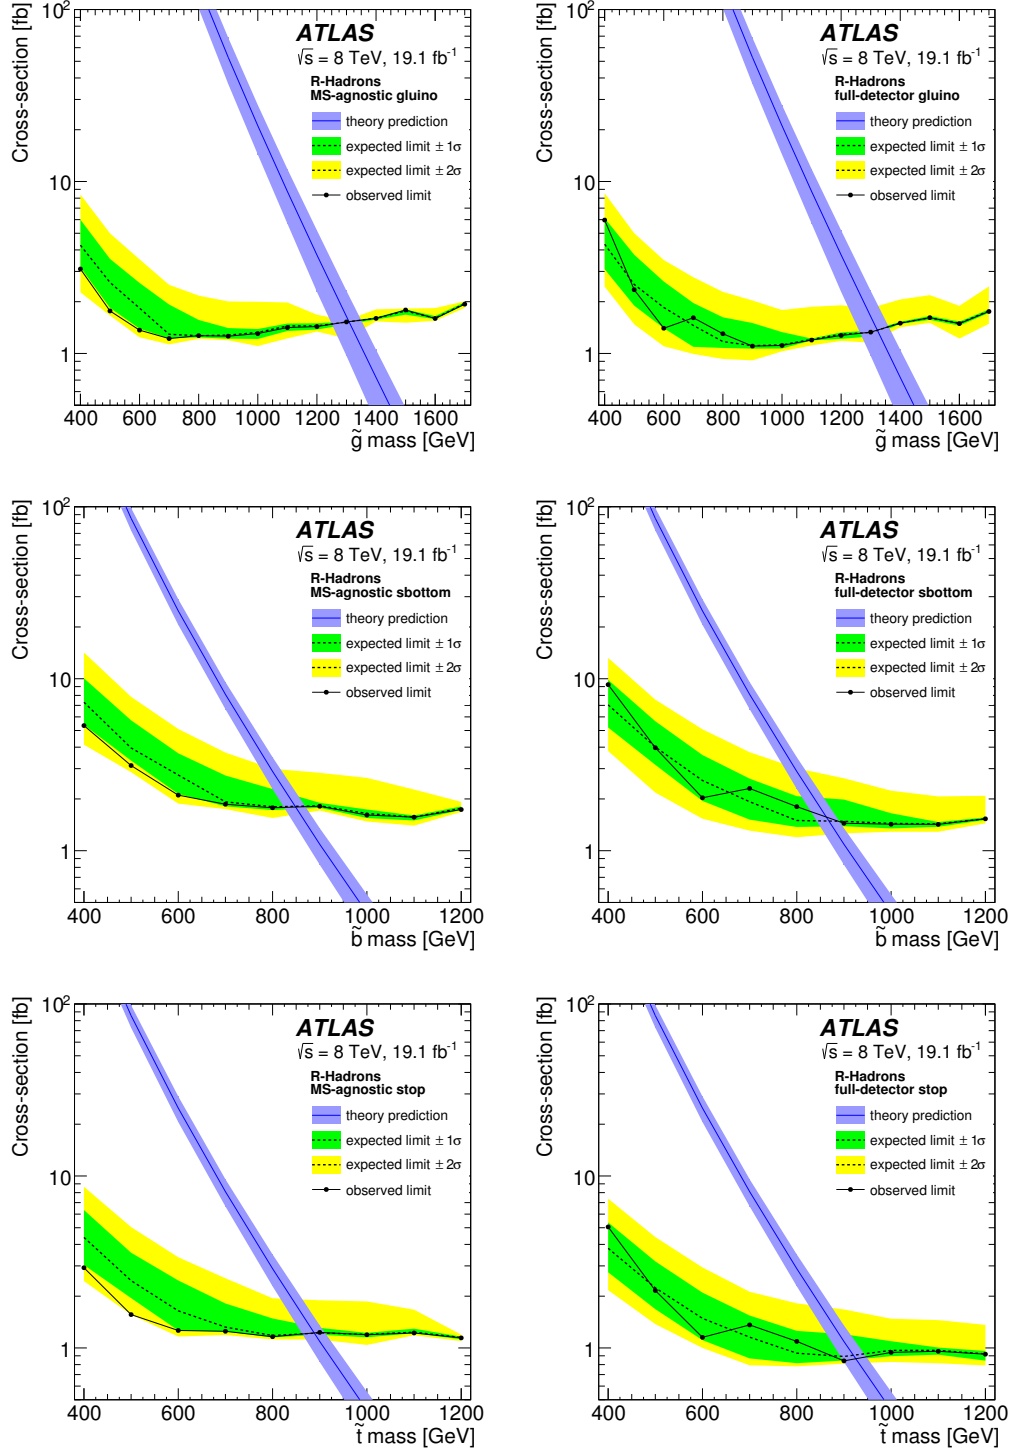 Cross-section [fb]
10²
10
1
ATLAS
√s = 8 TeV, 19.1 fb⁻¹
R-Hadrons
MS-agnostic gluino
theory prediction
expected limit ± 1σ
expected limit ± 2σ
observed limit
400 600 800 1000 1200 1400 1600
g̃ mass [GeV]
Cross-section [fb]
10²
10
1
ATLAS
√s = 8 TeV, 19.1 fb⁻¹
R-Hadrons
full-detector gluino
theory prediction
expected limit ± 1σ
expected limit ± 2σ
observed limit
400 600 800 1000 1200 1400 1600
g̃ mass [GeV]
Cross-section [fb]
10²
10
1
ATLAS
√s = 8 TeV, 19.1 fb⁻¹
R-Hadrons
MS-agnostic sbottom
theory prediction
expected limit ± 1σ
expected limit ± 2σ
observed limit
400 600 800 1000 1200
b̃ mass [GeV]
Cross-section [fb]
10²
10
1
ATLAS
√s = 8 TeV, 19.1 fb⁻¹
R-Hadrons
full-detector sbottom
theory prediction
expected limit ± 1σ
expected limit ± 2σ
observed limit
400 600 800 1000 1200
b̃ mass [GeV]
Cross-section [fb]
10²
10
1
ATLAS
√s = 8 TeV, 19.1 fb⁻¹
R-Hadrons
MS-agnostic stop
theory prediction
expected limit ± 1σ
expected limit ± 2σ
observed limit
400 600 800 1000 1200
t̃ mass [GeV]
Cross-section [fb]
10²
10
1
ATLAS
√s = 8 TeV, 19.1 fb⁻¹
R-Hadrons
full-detector stop
theory prediction
expected limit ± 1σ
expected limit ± 2σ
observed limit
400 600 800 1000 1200
t̃ mass [GeV]